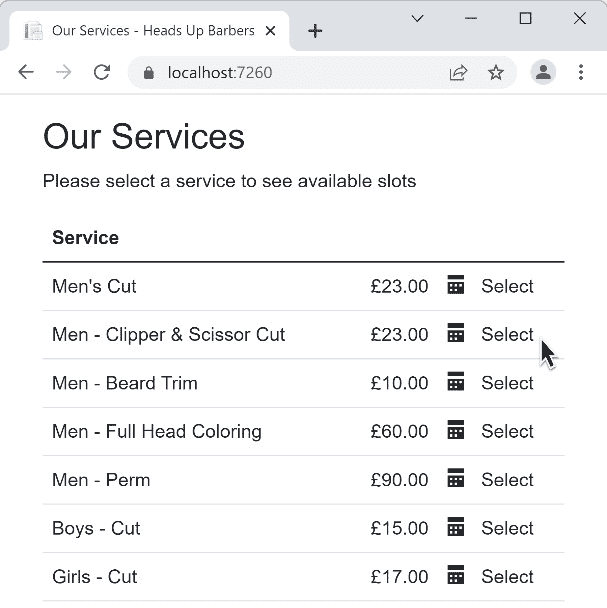 Our Services - Heads Up Barbers
localhost:7260
Our Services
Please select a service to see available slots
Service
Men's Cut £23.00 Select
Men - Clipper & Scissor Cut £23.00 Select
Men - Beard Trim £10.00 Select
Men - Full Head Coloring £60.00 Select
Men - Perm £90.00 Select
Boys - Cut £15.00 Select
Girls - Cut £17.00 Select